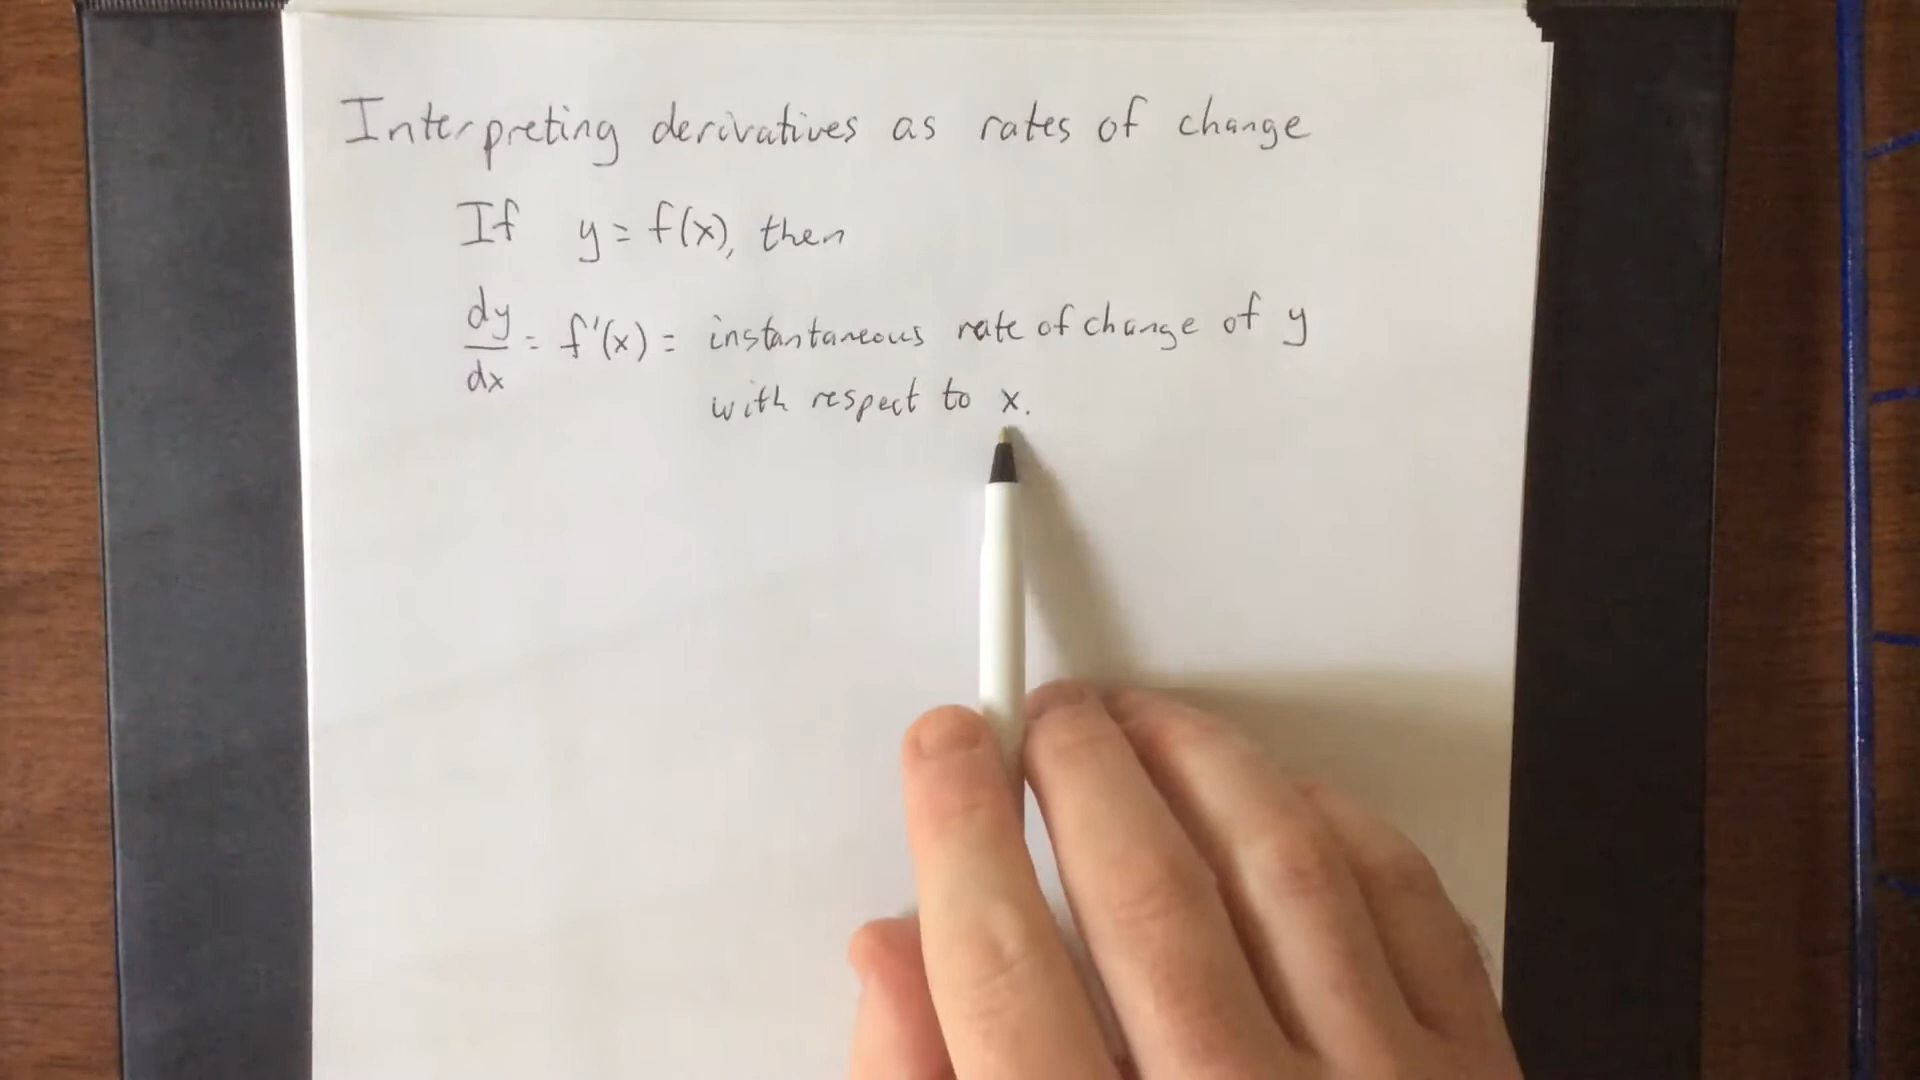 Interpreting derivatives as rates of change
If y = f(x), then
dy/dx = f'(x) = instantaneous rate of change of y
with respect to x.